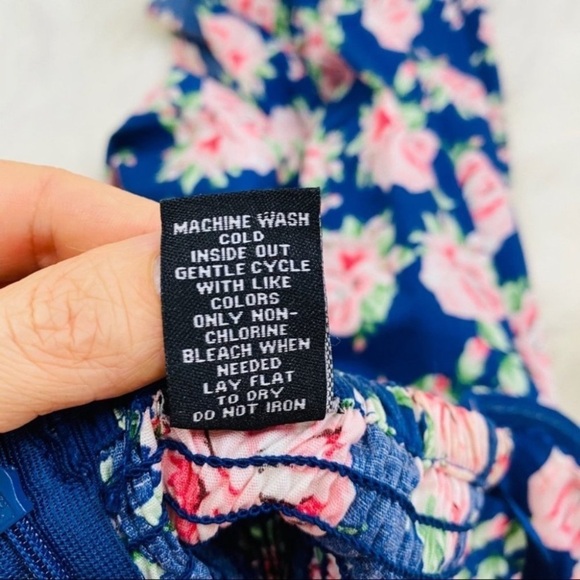 MACHINE WASH
COLD
INSIDE OUT
GENTLE CYCLE
WITH LIKE
COLORS
ONLY NON-
CHLORINE
BLEACH WHEN
NEEDED
LAY FLAT
TO DRY
DO NOT IRON